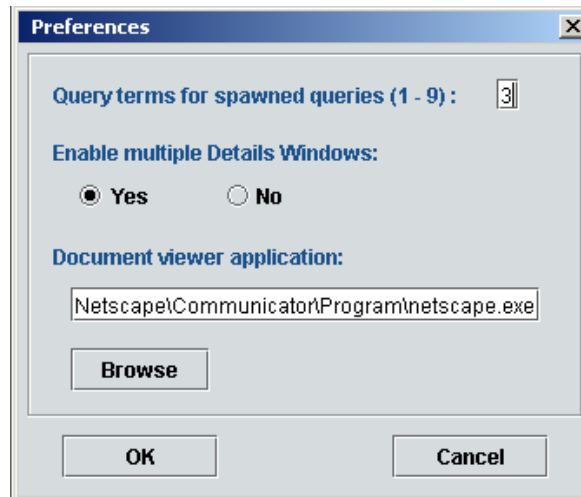 Preferences
Query terms for spawned queries (1 - 9) : 3
Enable multiple Details Windows:
Yes No
Document viewer application:
Netscape\Communicator\Program\netscape.exe
Browse
OK Cancel